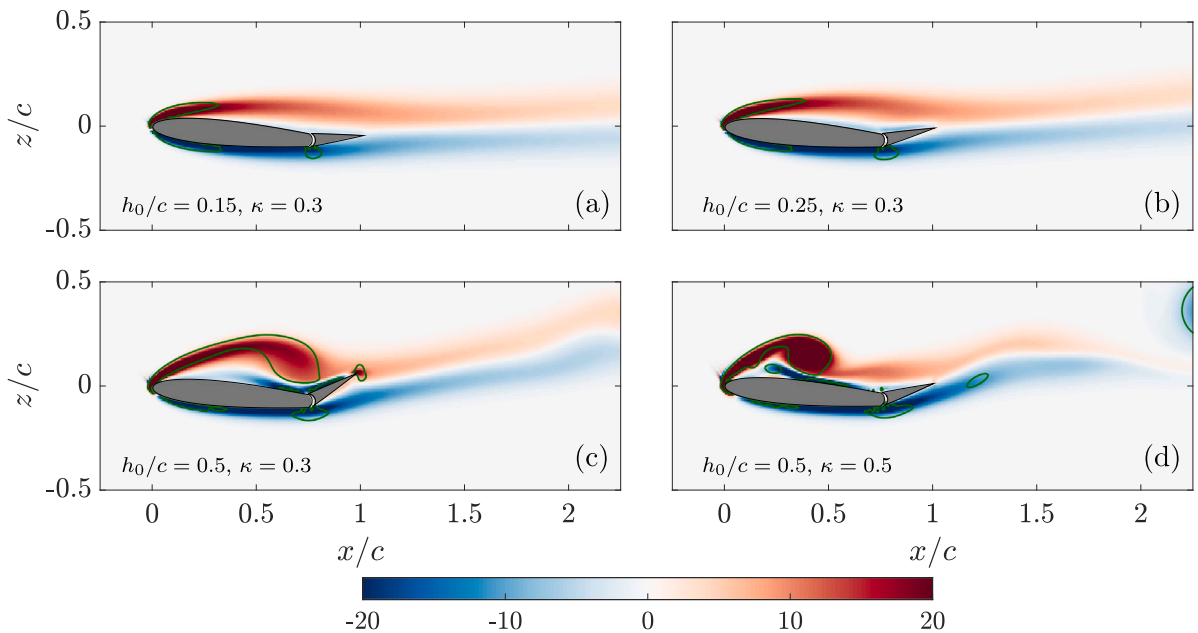 0.5
z/c
0
-0.5
h₀/c = 0.15, κ = 0.3
(a)
h₀/c = 0.25, κ = 0.3
(b)
0.5
z/c
0
-0.5
h₀/c = 0.5, κ = 0.3
(c)
h₀/c = 0.5, κ = 0.5
(d)
0 0.5 1 1.5 2
0 0.5 1 1.5 2
x/c
x/c
-20 -10 0 10 20